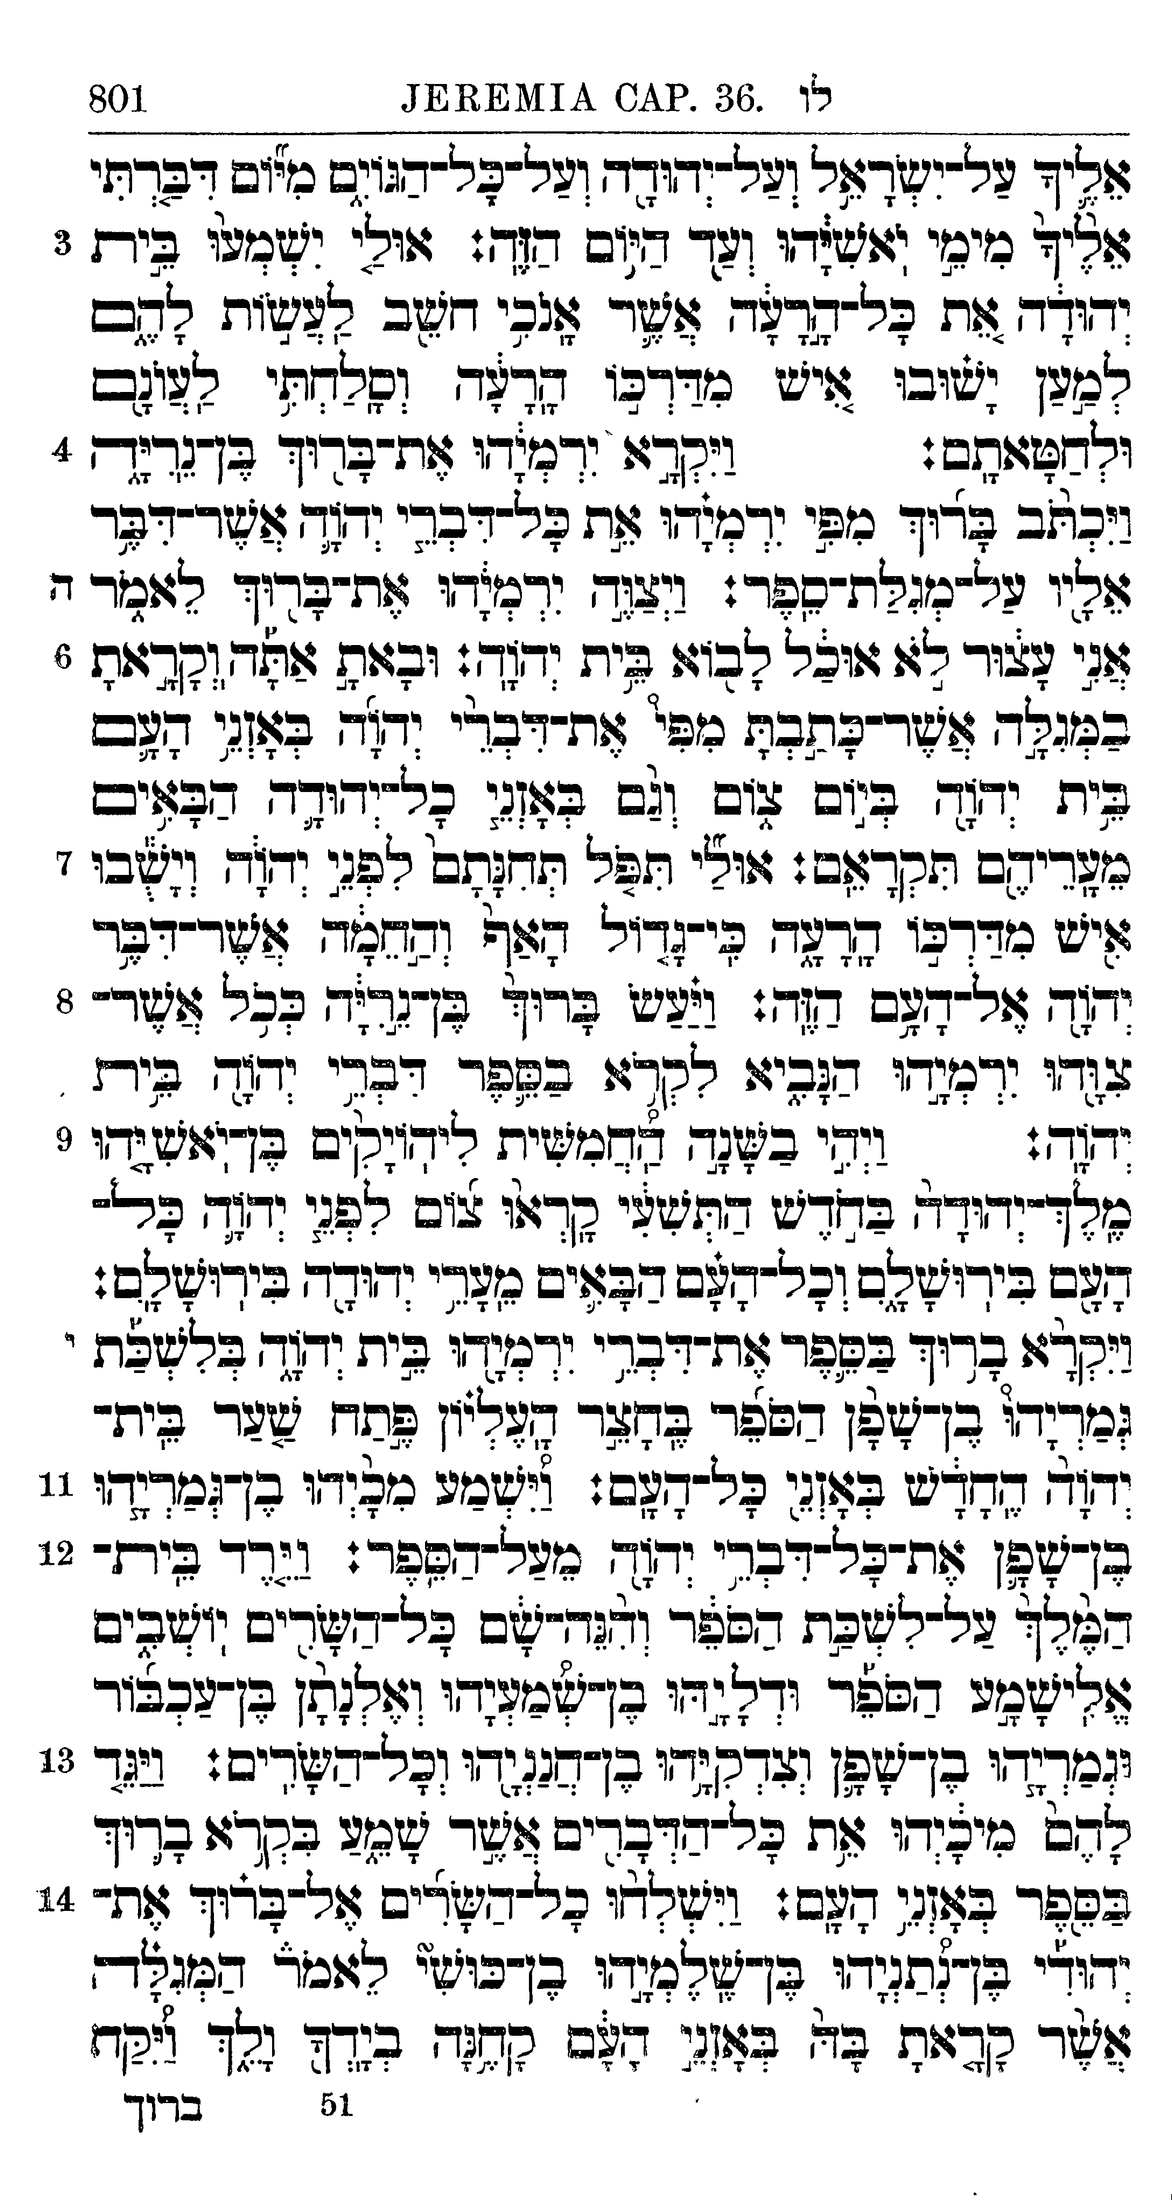 801 JEREMIA CAP. 36. לו
אֵלֶ֛יךָ עַל־יִשְׂרָאֵ֥ל וְעַל־יְהוּדָ֖ה וְעַל־כׇּל־הַגּוֹיִ֑ם מִיּ֞וֹם דִּבַּ֤רְתִּי
3 אֵלֶ֙יךָ֙ מִימֵ֣י יֹֽאשִׁיָּ֔הוּ וְעַ֖ד הַיּ֥וֹם הַזֶּֽה׃ אוּלַ֤י יִשְׁמְעוּ֙ בֵּ֣ית
יְהוּדָ֔ה אֵ֚ת כׇּל־הָ֣רָעָ֔ה אֲשֶׁ֛ר אָנֹכִ֥י חֹשֵׁ֖ב לַעֲשׂ֣וֹת לָהֶ֑ם
לְמַ֣עַן יָשׁ֗וּבוּ אִ֚ישׁ מִדַּרְכּ֣וֹ הָרָעָ֔ה וְסָלַחְתִּ֥י לַעֲוֺנָ֖ם
4 וּלְחַטָּאתָֽם׃ וַיִּקְרָ֣א יִרְמְיָ֔הוּ אֶת־בָּר֖וּךְ בֶּן־נֵרִיָּ֑ה
וַיִּכְתֹּ֨ב בָּר֜וּךְ מִפִּ֣י יִרְמְיָ֗הוּ אֵ֣ת כׇּל־דִּבְרֵ֧י יְהוָֹ֛ה אֲשֶׁר־דִּבֶּ֥ר
ה אֵלָ֖יו עַל־מְגִלַּת־סֵֽפֶר׃ וַיְצַוֶּ֣ה יִרְמְיָ֔הוּ אֶת־בָּר֖וּךְ לֵאמֹ֑ר
6 אֲנִ֣י עָצ֔וּר לֹ֣א אוּכַ֔ל לָב֖וֹא בֵּ֥ית יְהוָֹֽה׃ וּבָאתָ֣ אַתָּ֡ה וְקָרָ֣אתָ
בַמְּגִלָּ֣ה אֲשֶׁר־כָּתַֽבְתָּ־מִפִּי֩ אֶת־דִּבְרֵ֨י יְהוָֹ֜ה בְּאׇזְנֵ֥י הָעָ֛ם
בֵּ֥ית יְהוָֹ֖ה בְּי֣וֹם צ֑וֹם וְגַ֨ם בְּאׇזְנֵ֧י כׇל־יְהוּדָ֛ה הַבָּאִ֥ים
7 מֵעָרֵיהֶ֖ם תִּקְרָאֵֽם׃ אוּלַ֞י תִּפֹּ֤ל תְּחִנָּתָם֙ לִפְנֵ֣י יְהוָֹ֔ה וְיָשֻׁ֕בוּ
אִ֖ישׁ מִדַּרְכּ֣וֹ הָרָעָ֑ה כִּֽי־גָד֤וֹל הָאַף֙ וְהַ֣חֵמָ֔ה אֲשֶׁר־דִּבֶּ֥ר
8 יְהוָֹ֖ה אֶל־הָעָ֥ם הַזֶּֽה׃ וַיַּ֗עַשׂ בָּרוּךְ֙ בֶּן־נֵ֣רִיָּ֔ה כְּכֹ֥ל אֲשֶׁר־
צִוָּ֖הוּ יִרְמְיָ֣הוּ הַנָּבִ֑יא לִקְרֹ֥א בַסֵּ֛פֶר דִּבְרֵ֥י יְהוָֹ֖ה בֵּ֥ית
9 יְהוָֹֽה׃ וַיְהִ֣י בַשָּׁנָ֣ה הַ֠חֲמִשִׁית לִיהוֹיָקִ֨ים בֶּן־יֹאשִׁיָּ֤הוּ
מֶֽלֶךְ־יְהוּדָה֙ בַּחֹ֣דֶשׁ הַתְּשִׁעִ֔י קָרְא֨וּ צ֜וֹם לִפְנֵ֧י יְהוָֹ֛ה כׇּל־
הָעָ֖ם בִּירֽוּשָׁלָ֑͏ִם וְכׇל־הָעָ֗ם הַבָּאִ֛ים מֵעָרֵ֥י יְהוּדָ֖ה בִּירוּשָׁלָֽ͏ִם׃
י וַיִּקְרָ֨א בָר֥וּךְ בַּסֵּ֛פֶר אֶת־דִּבְרֵ֥י יִרְמְיָ֖הוּ בֵּ֣ית יְהוָֹ֑ה בְּלִשְׁכַּ֡ת
גְּמַרְיָהוּ֩ בֶן־שָׁפָ֨ן הַסֹּפֵ֜ר בֶּחָצֵ֣ר הָעֶלְי֗וֹן פֶּ֣תַח שַׁ֤עַר בֵּֽית־
11 יְהוָֹה֙ הֶֽחָדָ֔שׁ בְּאׇזְנֵ֖י כׇּל־הָעָֽם׃ וַ֠יִּשְׁמַע מִכָ֨יְהוּ בֶן־גְּמַרְיָ֧הוּ
12 בֶן־שָׁפָ֛ן אֶת־כׇּל־דִּבְרֵ֥י יְהוָֹ֖ה מֵעַל־הַסֵּֽפֶר׃ וַיֵּ֤רֶד בֵּֽית־
הַמֶּ֙לֶךְ֙ עַל־לִשְׁכַּ֣ת הַסֹּפֵ֔ר וְהִ֨נֵּה־שָׁ֔ם כׇּל־הַשָּׂרִ֖ים יֽוֹשְׁבִ֑ים
אֱלִישָׁמָ֣ע הַסֹּפֵ֡ר וּדְלָיָ֣הוּ בֶן־שְׁ֠מַעְיָהוּ וְאֶלְנָתָ֨ן בֶּן־עַכְבּ֜וֹר
13 וּגְמַרְיָ֧הוּ בֶן־שָׁפָ֛ן וְצִדְקִיָּ֥הוּ בֶן־חֲנַנְיָ֖הוּ וְכׇל־הַשָּׂרִֽים׃ וַיַּגֵּ֤ד
לָהֶם֙ מִיכָ֔יְהוּ אֵ֥ת כׇּל־הַדְּבָרִ֖ים אֲשֶׁ֣ר שָׁמֵ֑עַ בִּקְרֹ֥א בָר֛וּךְ
14 בַּסֵּ֖פֶר בְּאׇזְנֵ֥י הָעָֽם׃ וַיִּשְׁלְח֨וּ כׇל־הַשָּׂרִ֜ים אֶל־בָּר֗וּךְ אֶת־
יְהוּדִ֡י בֶּן־נְ֠תַנְיָהוּ בֶּן־שֶׁלֶמְיָ֣הוּ בֶן־כּוּשִׁי֮ לֵאמֹר֒ הַמְּגִלָּ֗ה
אֲשֶׁ֨ר קָרָ֤אתָ בָּהּ֙ בְּאׇזְנֵ֣י הָעָ֔ם קָחֶ֥נָּה בְיָדְךָ֖ וָלֵ֑ךְ וַ֠יִּקַּח
51 ברוך